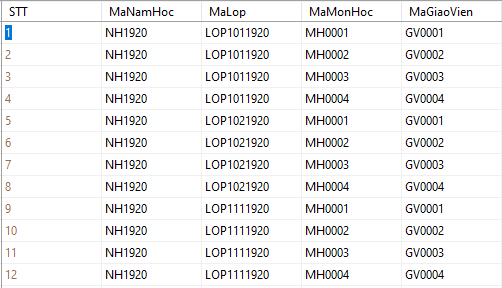 STT MaNamHoc MaLop MaMonHoc MaGiaoVien
1 NH1920 LOP1011920 MH0001 GV0001
2 NH1920 LOP1011920 MH0002 GV0002
3 NH1920 LOP1011920 MH0003 GV0003
4 NH1920 LOP1011920 MH0004 GV0004
5 NH1920 LOP1021920 MH0001 GV0001
6 NH1920 LOP1021920 MH0002 GV0002
7 NH1920 LOP1021920 MH0003 GV0003
8 NH1920 LOP1021920 MH0004 GV0004
9 NH1920 LOP1111920 MH0001 GV0001
10 NH1920 LOP1111920 MH0002 GV0002
11 NH1920 LOP1111920 MH0003 GV0003
12 NH1920 LOP1111920 MH0004 GV0004